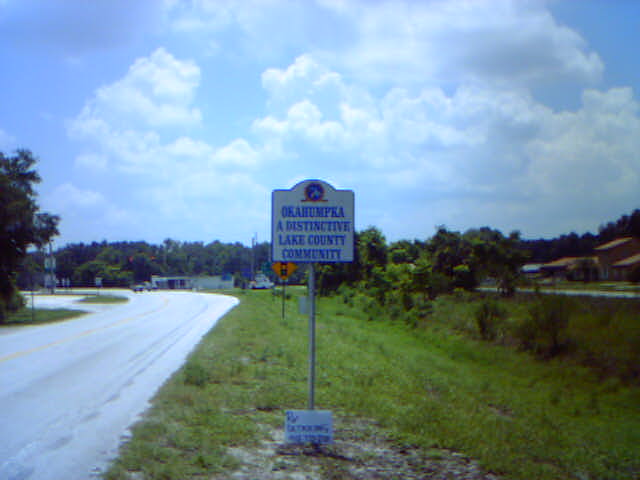 OKAHUMPKA
A DISTINCTIVE
LAKE COUNTY
COMMUNITY